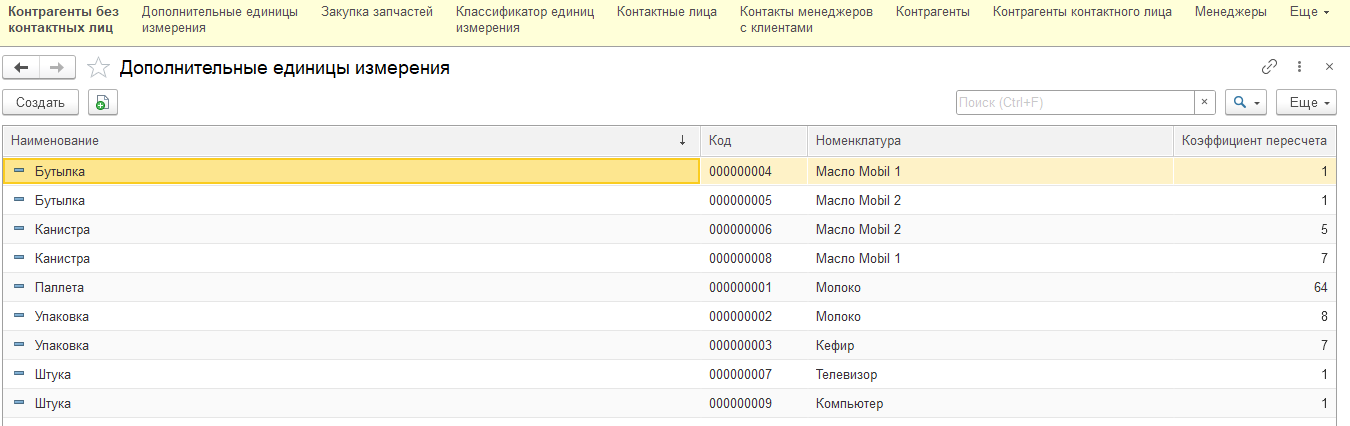 Контрагенты без контактных лиц
Дополнительные единицы измерения
Закупка запчастей
Классификатор единиц измерения
Контактные лица
Контакты менеджеров с клиентами
Контрагенты
Контрагенты контактного лица
Менеджеры
Еще
Дополнительные единицы измерения
Создать
Поиск (Ctrl+F)
×
Еще
Наименование ↓ Код Номенклатура Коэффициент пересчета
Бутылка 000000004 Масло Mobil 1 1
Бутылка 000000005 Масло Mobil 2 1
Канистра 000000006 Масло Mobil 2 5
Канистра 000000008 Масло Mobil 1 7
Паллета 000000001 Молоко 64
Упаковка 000000002 Молоко 8
Упаковка 000000003 Кефир 7
Штука 000000007 Телевизор 1
Штука 000000009 Компьютер 1